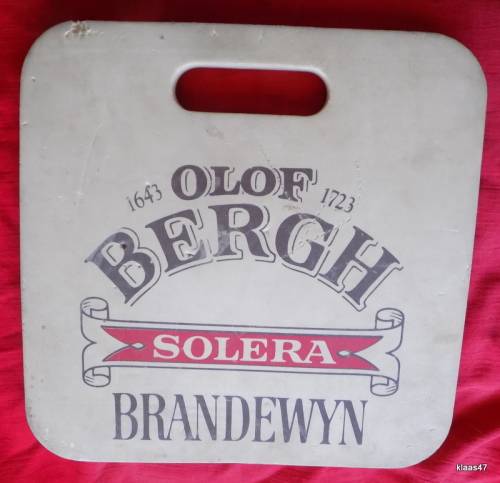 1643 OLOF 1723
BERGH
SOLERA
BRANDEWYN
klaas47